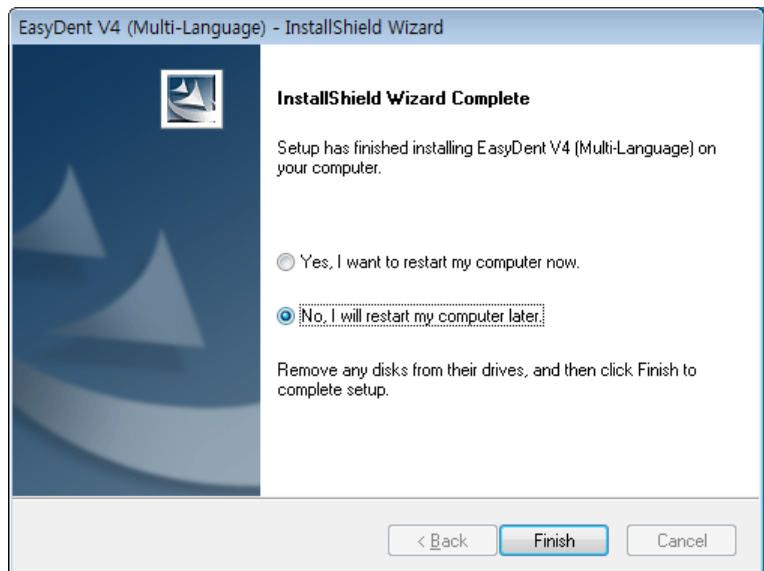 EasyDent V4 (Multi-Language) - InstallShield Wizard
InstallShield Wizard Complete
Setup has finished installing EasyDent V4 (Multi-Language) on
your computer.
Yes, I want to restart my computer now.
No, I will restart my computer later.
Remove any disks from their drives, and then click Finish to
complete setup.
< Back Finish Cancel